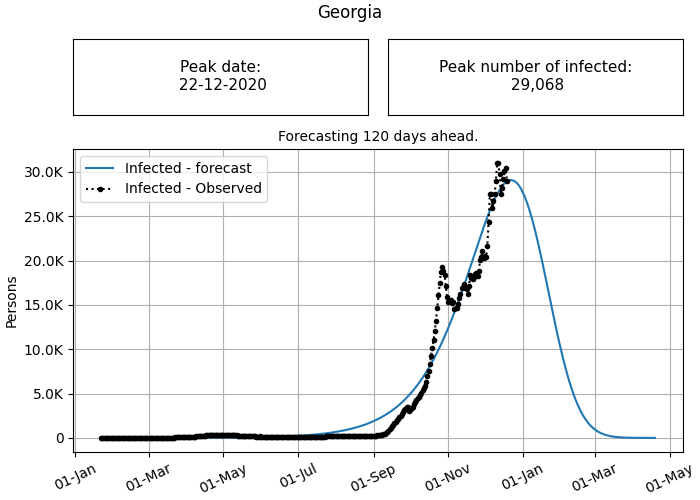 Georgia
Peak date:
22-12-2020
Peak number of infected:
29,068
Forecasting 120 days ahead.
Infected - forecast
Infected - Observed
Persons
30.0K
25.0K
20.0K
15.0K
10.0K
5.0K
0
01-Jan
01-Mar
01-May
01-Jul
01-Sep
01-Nov
01-Jan
01-Mar
01-May